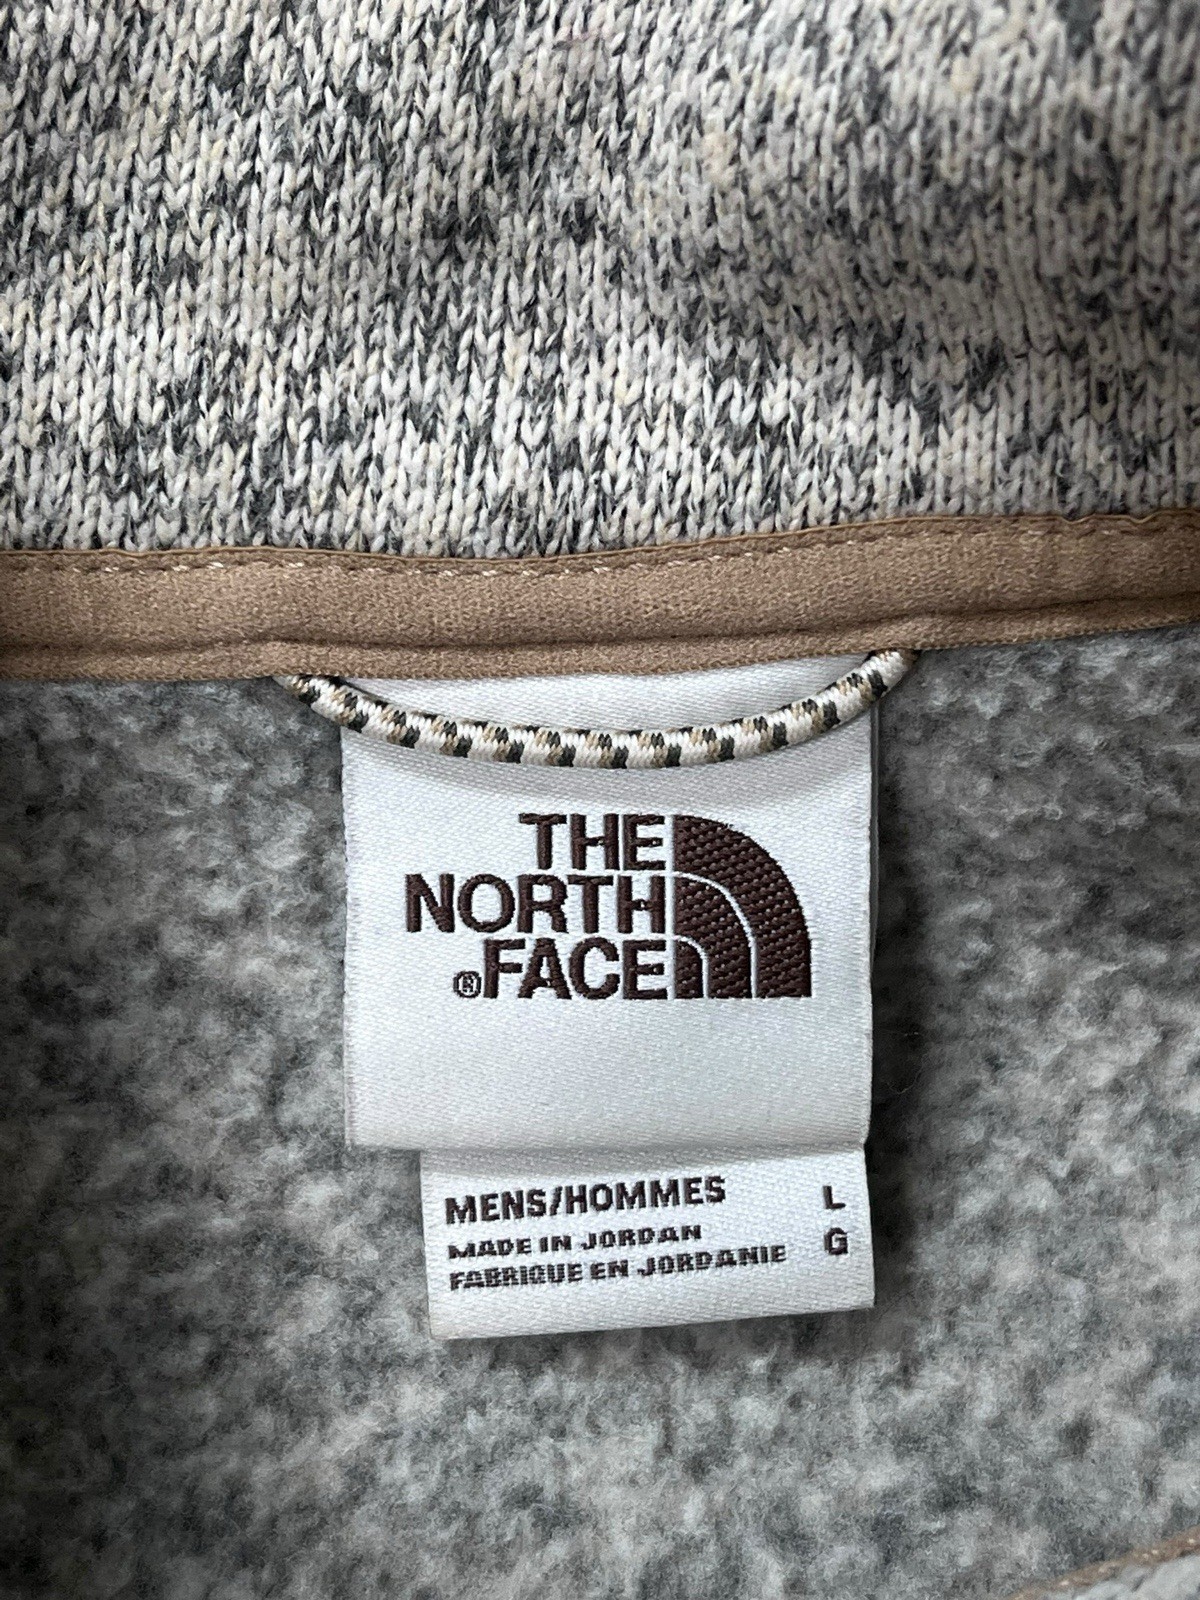 THE
NORTH
®FACE
MENS/HOMMES L
MADE IN JORDAN G
FABRIQUE EN JORDANIE